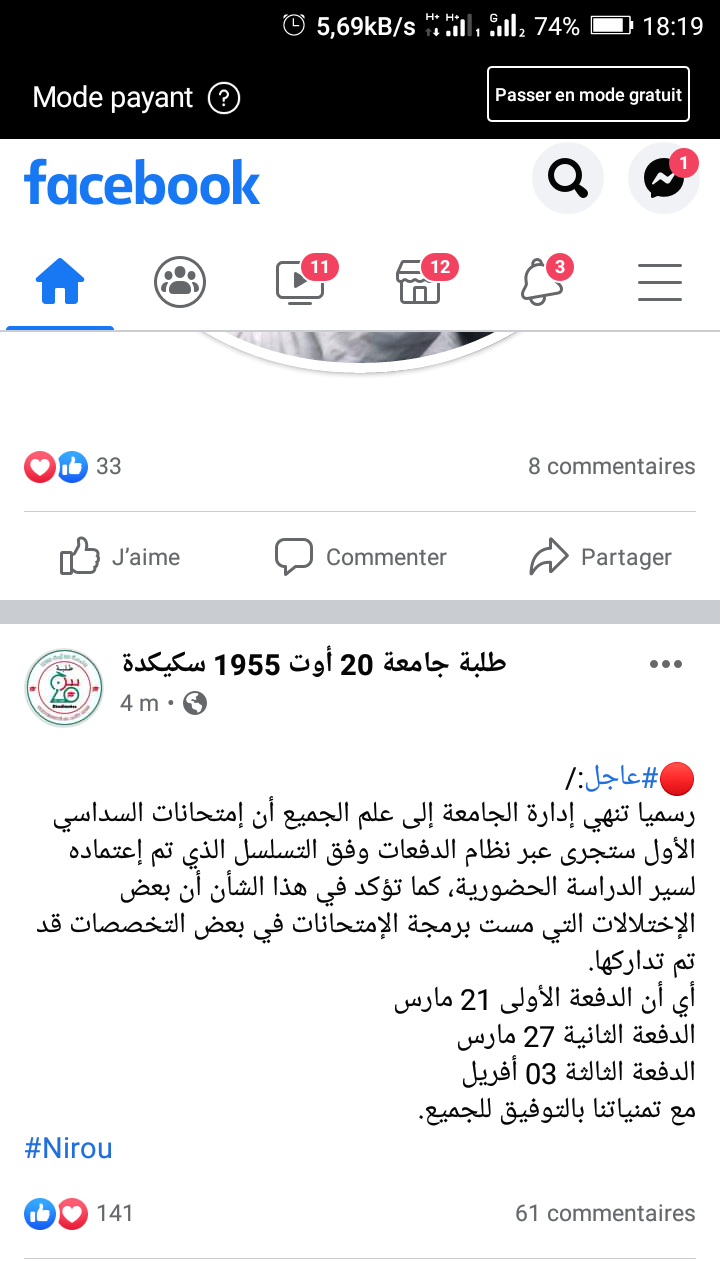 5,69kB/s H+ H+ 1 G 2 74% 18:19
Mode payant ?
Passer en mode gratuit
facebook
1
11 12 3
33
8 commentaires
J’aime Commenter Partager
طلبة جامعة 20 أوت 1955 سكيكدة
4 m ·
🔴#عاجل:/
رسميا تنهي إدارة الجامعة إلى علم الجميع أن إمتحانات السداسي
الأول ستجرى عبر نظام الدفعات وفق التسلسل الذي تم إعتماده
لسير الدراسة الحضورية، كما تؤكد في هذا الشأن أن بعض
الإختلالات التي مست برمجة الإمتحانات في بعض التخصصات قد
تم تداركها.
أي أن الدفعة الأولى 21 مارس
الدفعة الثانية 27 مارس
الدفعة الثالثة 03 أفريل
مع تمنياتنا بالتوفيق للجميع.
#Nirou
141
61 commentaires